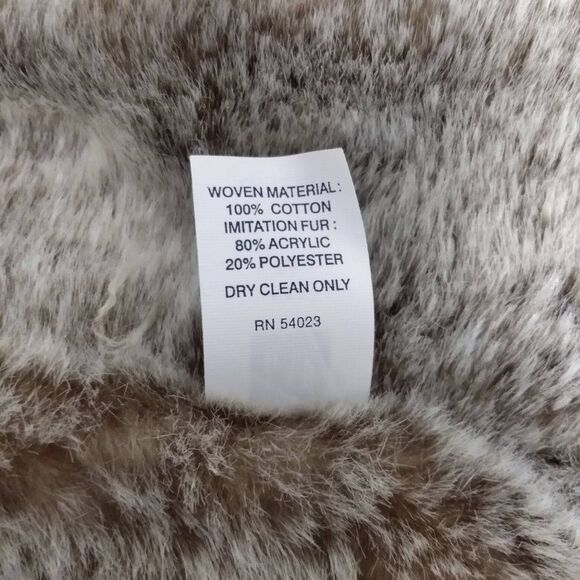 WOVEN MATERIAL:
100% COTTON
IMITATION FUR:
80% ACRYLIC
20% POLYESTER
DRY CLEAN ONLY
RN 54023